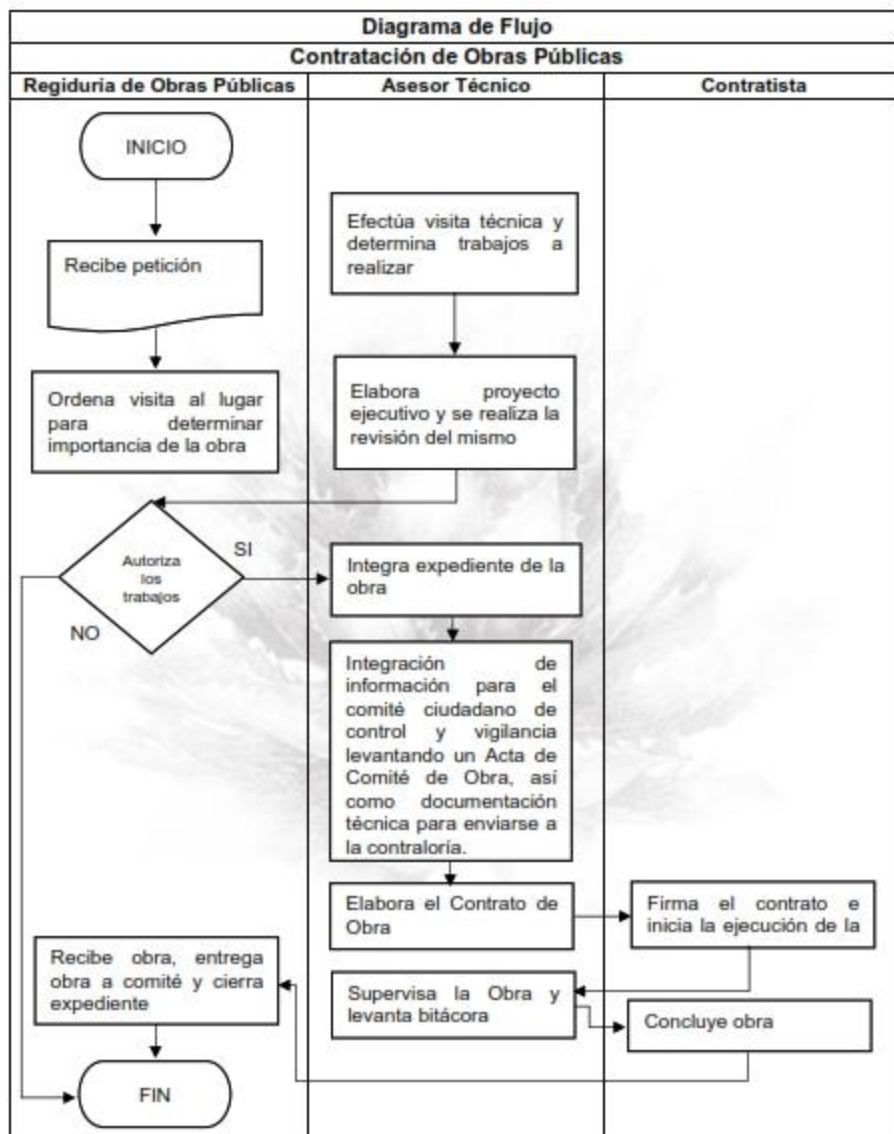 Diagrama de Flujo
Contratación de Obras Públicas
Regiduría de Obras Públicas
Asesor Técnico
Contratista
INICIO
Recibe petición
Ordena visita al lugar
para determinar
importancia de la obra
Efectúa visita técnica y
determina trabajos a
realizar
Elabora proyecto
ejecutivo y se realiza la
revisión del mismo
Autoriza
los
trabajos
SI
NO
Integra expediente de la
obra
Integración de
información para el
comité ciudadano de
control y vigilancia
levantando un Acta de
Comité de Obra, así
como documentación
técnica para enviarse a
la contraloría.
Elabora el Contrato de
Obra
Firma el contrato e
inicia la ejecución de la
Supervisa la Obra y
levanta bitácora
Concluye obra
Recibe obra, entrega
obra a comité y cierra
expediente
FIN